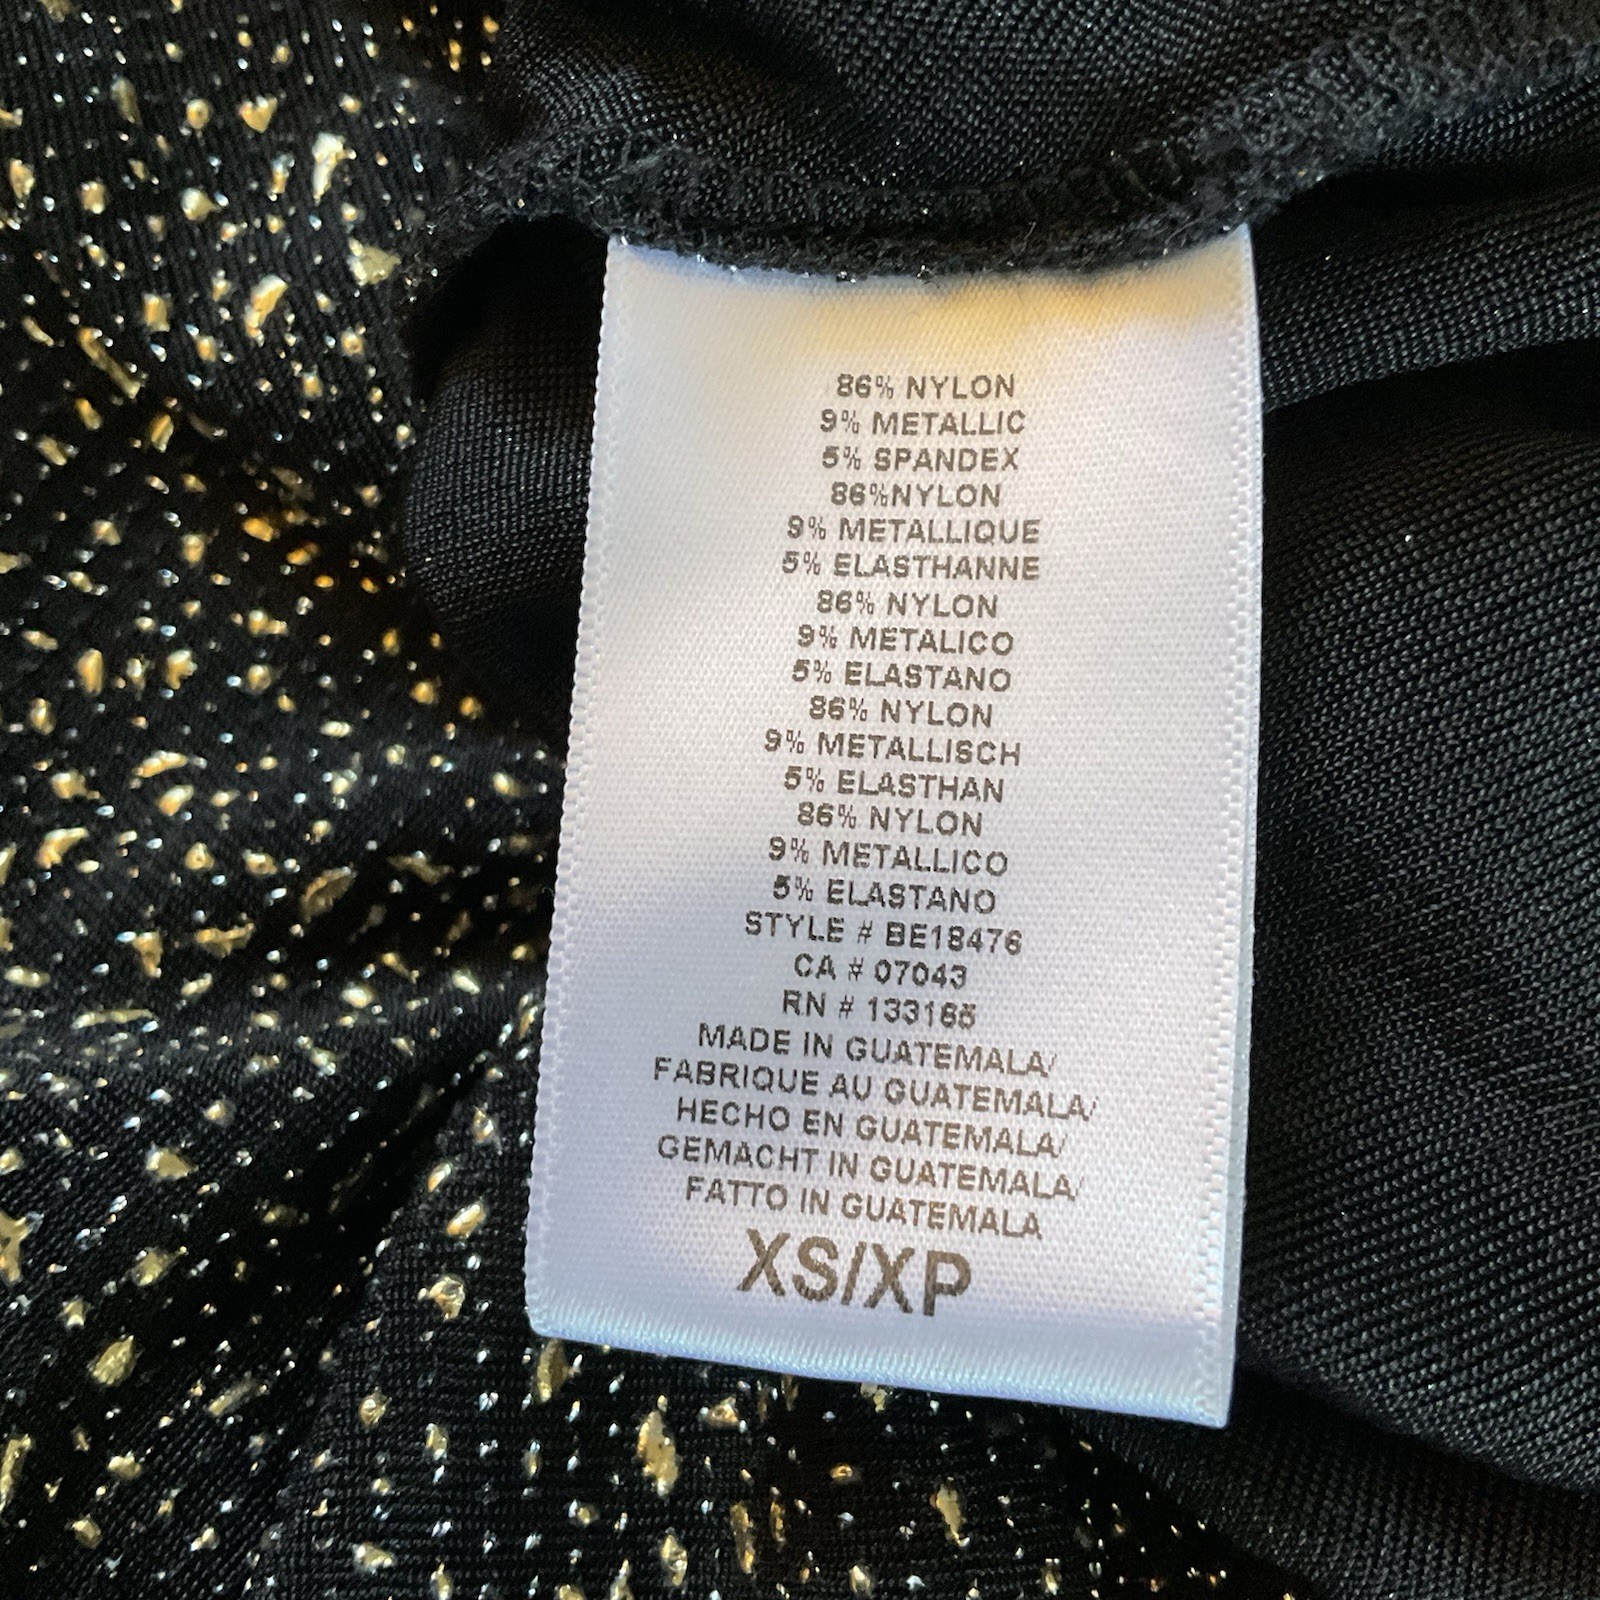 86% NYLON
9% METALLIC
5% SPANDEX
86%NYLON
9% METALLIQUE
5% ELASTHANNE
86% NYLON
9% METALICO
5% ELASTANO
86% NYLON
9% METALLISCH
5% ELASTHAN
86% NYLON
9% METALLICO
5% ELASTANO
STYLE # BE18476
CA # 07043
RN # 133165
MADE IN GUATEMALA/
FABRIQUE AU GUATEMALA/
HECHO EN GUATEMALA/
GEMACHT IN GUATEMALA/
FATTO IN GUATEMALA
XS/XP